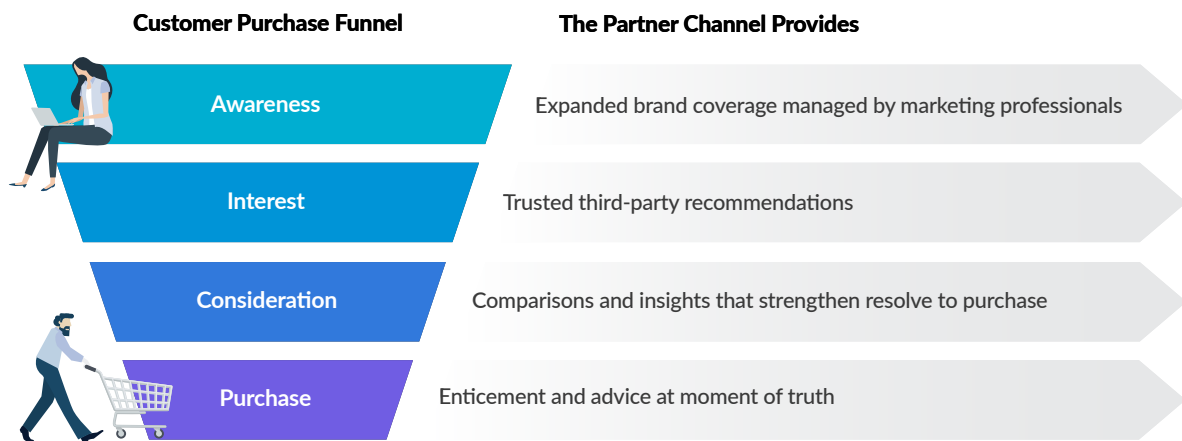 Customer Purchase Funnel
The Partner Channel Provides
Awareness
Expanded brand coverage managed by marketing professionals
Interest
Trusted third-party recommendations
Consideration
Comparisons and insights that strengthen resolve to purchase
Purchase
Enticement and advice at moment of truth